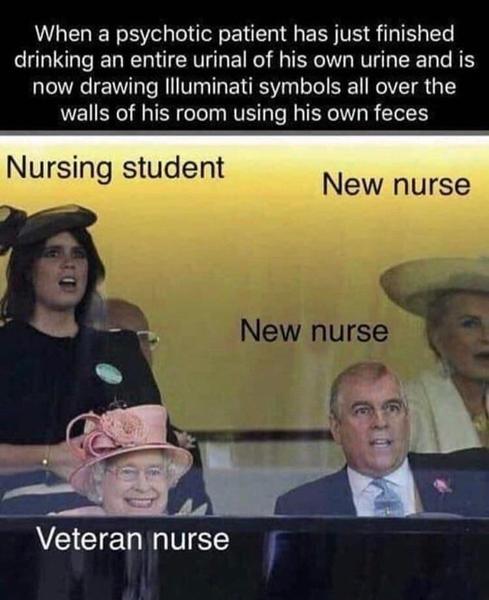 When a psychotic patient has just finished
drinking an entire urinal of his own urine and is
now drawing Illuminati symbols all over the
walls of his room using his own feces
Nursing student
New nurse
New nurse
Veteran nurse